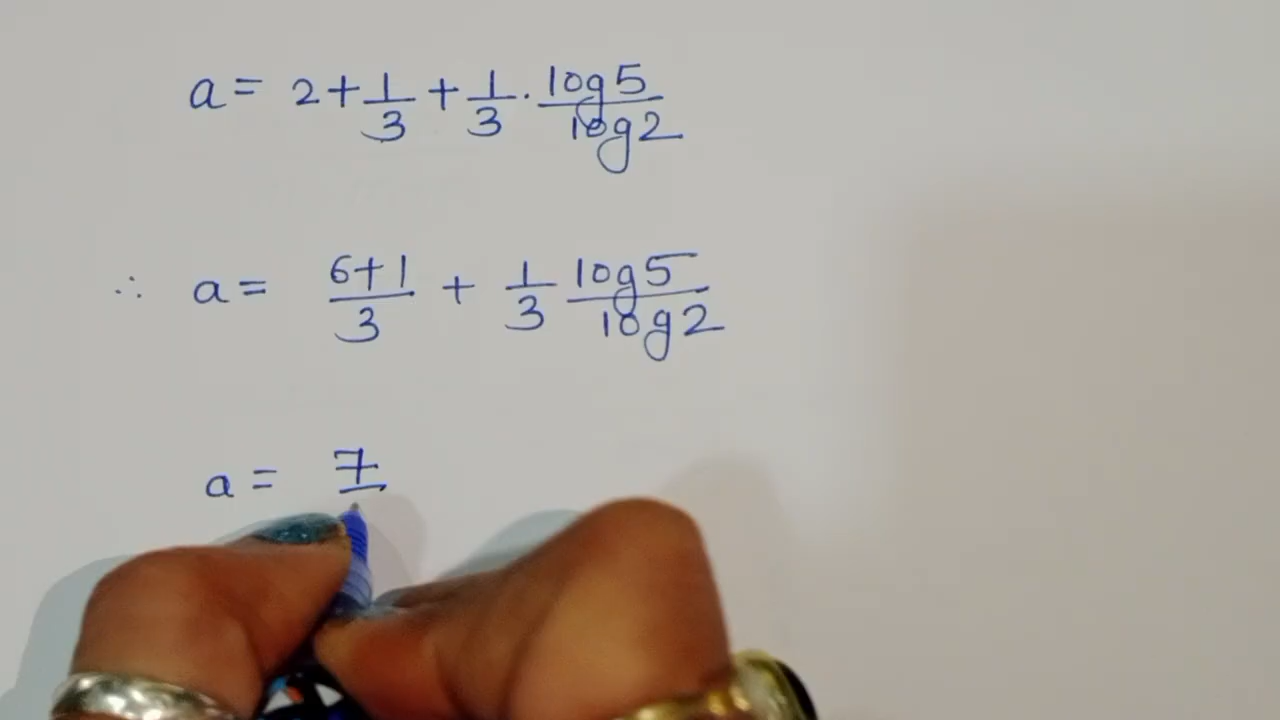 a = 2 + 1/3 + 1/3 · log5/log2
∴ a = 6+1/3 + 1/3 log5/log2
a = 7/